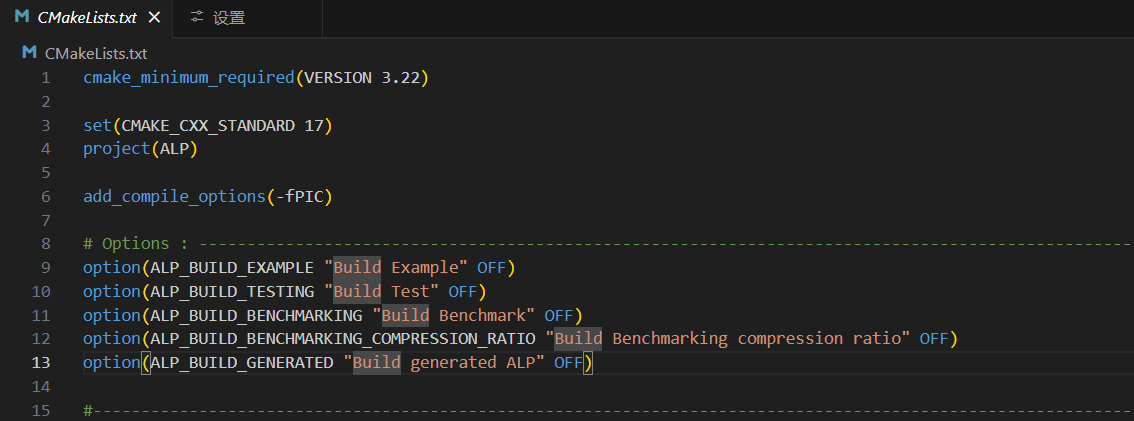 CMakeLists.txt 设置
CMakeLists.txt
1 cmake_minimum_required(VERSION 3.22)
2
3 set(CMAKE_CXX_STANDARD 17)
4 project(ALP)
5
6 add_compile_options(-fPIC)
7
8 # Options : ----------------------------------------------------------------------------------------------------
9 option(ALP_BUILD_EXAMPLE "Build Example" OFF)
10 option(ALP_BUILD_TESTING "Build Test" OFF)
11 option(ALP_BUILD_BENCHMARKING "Build Benchmark" OFF)
12 option(ALP_BUILD_BENCHMARKING_COMPRESSION_RATIO "Build Benchmarking compression ratio" OFF)
13 option(ALP_BUILD_GENERATED "Build generated ALP" OFF)
14
15 #---------------------------------------------------------------------------------------------------------------